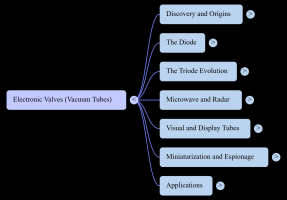 Discovery and Origins
The Diode
The Triode Evolution
Electronic Valves (Vacuum Tubes)
Microwave and Radar
Visual and Display Tubes
Miniaturization and Espionage
Applications